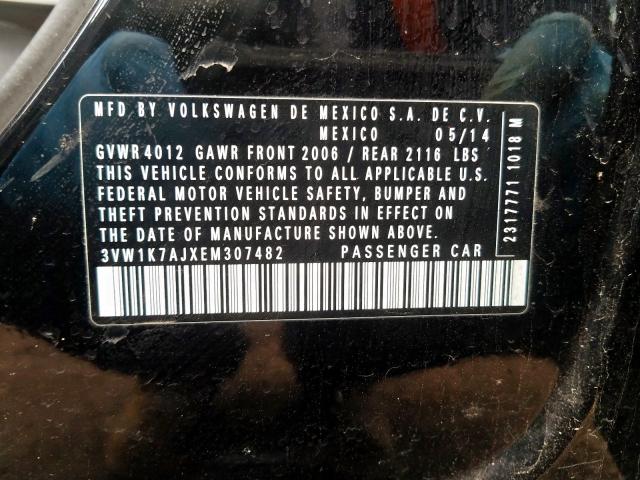 MFD BY VOLKSWAGEN DE MEXICO S.A. DE C.V.
MEXICO 05/14
GVWR 4012 GAWR FRONT 2006 / REAR 2116 LBS
THIS VEHICLE CONFORMS TO ALL APPLICABLE U.S.
FEDERAL MOTOR VEHICLE SAFETY, BUMPER AND
THEFT PREVENTION STANDARDS IN EFFECT ON
THE DATE OF MANUFACTURE SHOWN ABOVE.
3VW1K7AJXEM307482 PASSENGER CAR
2317771 1018 M